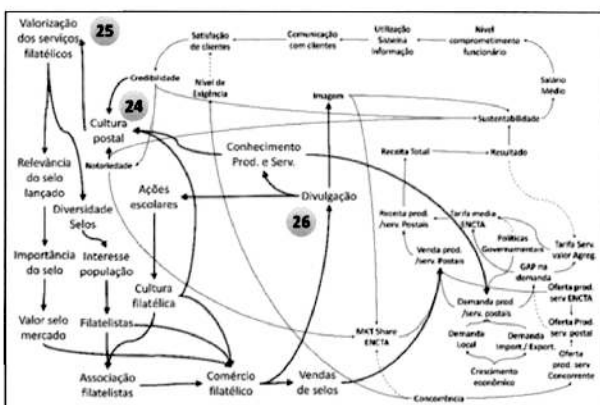 Valorização
dos serviços
filatélicos
25
Satisfação
de clientes
Comunicação
com clientes
Utilização
Sistema
informação
Nível
comprometimento
funcionário
Credibilidade
Nível de
Exigência
Salário
Médio
24
Cultura
postal
Imagem
Sustentabilidade
Notoriedade
Conhecimento
Prod. e Serv.
Receita Total
Resultado
Relevância
do selo
lançado
Ações
escolares
Divulgação
26
Diversidade
Selos
Receita prod.
/serv. Postais
Tarifa media
ENCTA
Políticas
Governamentais
Tarifa Serv.
valor Agreg.
Importância
do selo
Interesse
população
Venda prod.
/serv. Postais
GAP na
demanda
Cultura
filatélica
Demanda prod
/serv. postais
Oferta prod.
serv ENCTA
Valor selo
mercado
Filatelistas
MKT Share
ENCTA
Demanda
Local
Demanda
Import./ Export.
Oferta Prod
serv postal
Associação
filatelistas
Comércio
filatélico
Vendas
de selos
Crescimento
econômico
Oferta
prod. serv
Concorrente
Concorrência